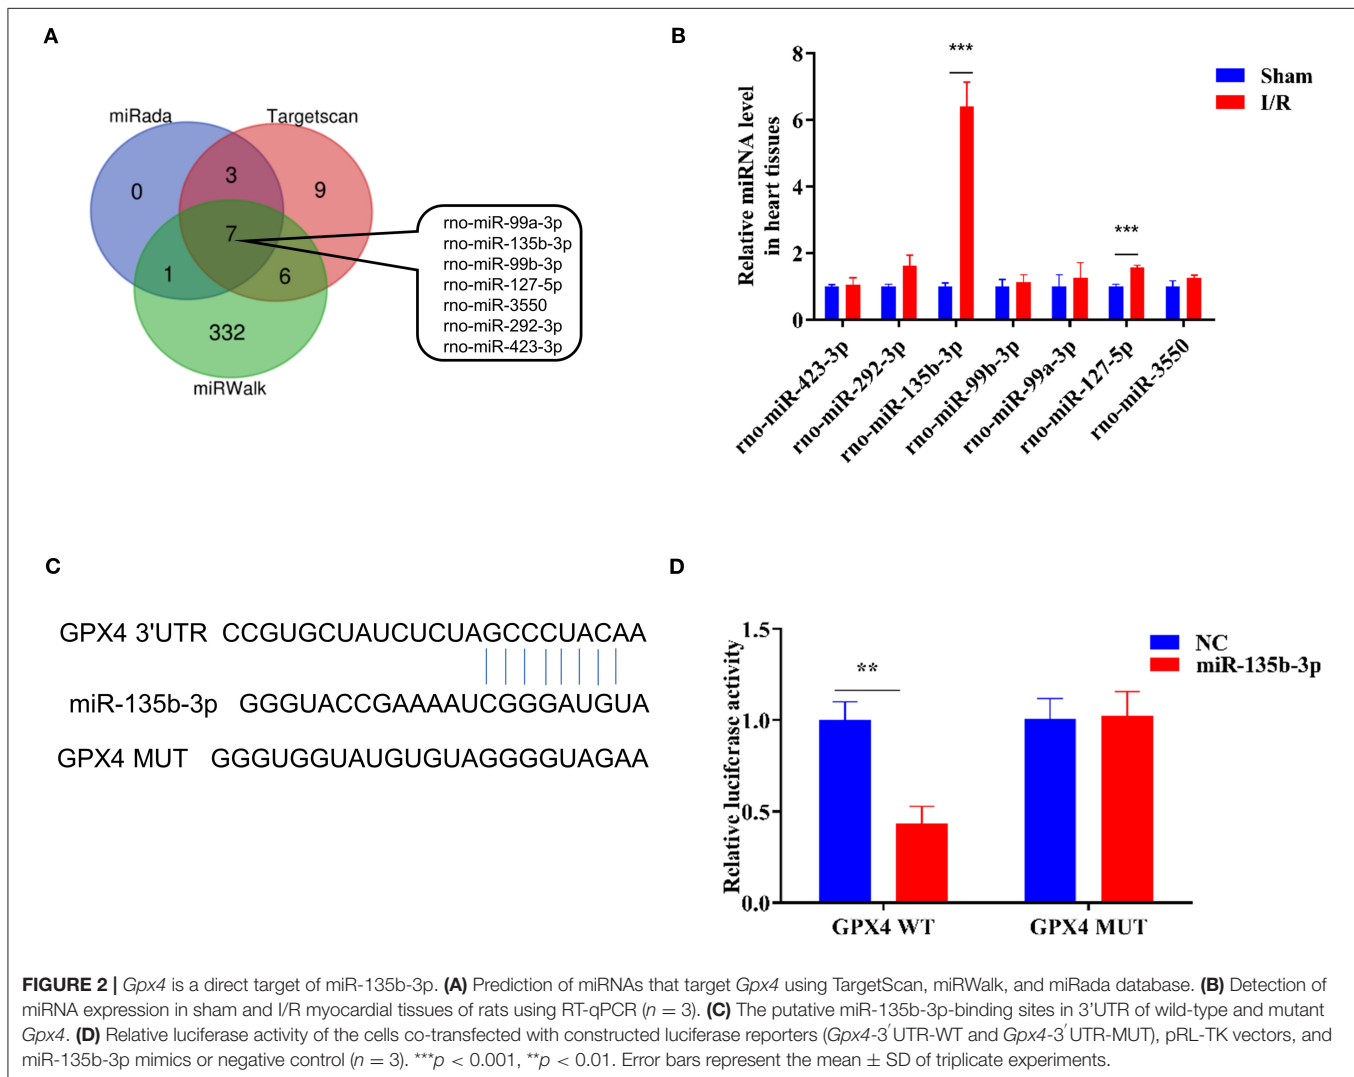 A
miRada
Targetscan
0
3
9
7
1
6
332
miRWalk
rno-miR-99a-3p
rno-miR-135b-3p
rno-miR-99b-3p
rno-miR-127-5p
rno-miR-3550
rno-miR-292-3p
rno-miR-423-3p
B
Relative miRNA level
in heart tissues
8
6
4
2
0
***
***
Sham
I/R
rno-miR-423-3p
rno-miR-292-3p
rno-miR-135b-3p
rno-miR-99b-3p
rno-miR-99a-3p
rno-miR-127-5p
rno-miR-3550
C
GPX4 3'UTR CCGUGCUAUCUCUAGCCCUACAA
miR-135b-3p GGGUACCGAAAAUCGGGAUGUA
GPX4 MUT GGGUGGUAUGUGUAGGGGUAGAA
D
Relative luciferase activity
1.5
1.0
0.5
0.0
**
NC
miR-135b-3p
GPX4 WT
GPX4 MUT
FIGURE 2 | Gpx4 is a direct target of miR-135b-3p. (A) Prediction of miRNAs that target Gpx4 using TargetScan, miRWalk, and miRada database. (B) Detection of
miRNA expression in sham and I/R myocardial tissues of rats using RT-qPCR (n = 3). (C) The putative miR-135b-3p-binding sites in 3'UTR of wild-type and mutant
Gpx4. (D) Relative luciferase activity of the cells co-transfected with constructed luciferase reporters (Gpx4-3′UTR-WT and Gpx4-3′UTR-MUT), pRL-TK vectors, and
miR-135b-3p mimics or negative control (n = 3). ***p < 0.001, **p < 0.01. Error bars represent the mean ± SD of triplicate experiments.